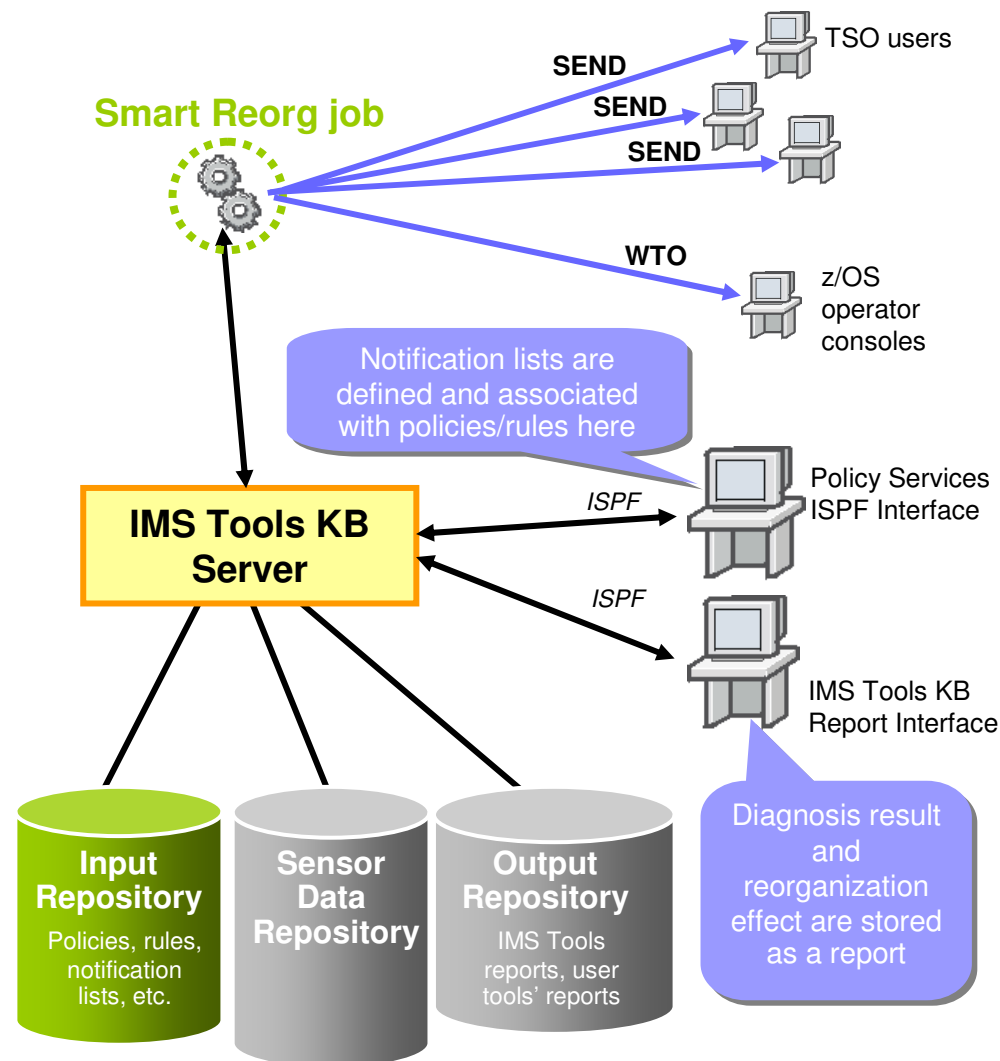 TSO users
SEND
SEND
SEND
Smart Reorg job
WTO
z/OS
operator
consoles
Notification lists are
defined and associated
with policies/rules here
Policy Services
ISPF Interface
ISPF
IMS Tools KB
Server
ISPF
IMS Tools KB
Report Interface
Input
Repository
Policies, rules,
notification
lists, etc.
Sensor
Data
Repository
Output
Repository
IMS Tools
reports, user
tools' reports
Diagnosis result
and
reorganization
effect are stored
as a report